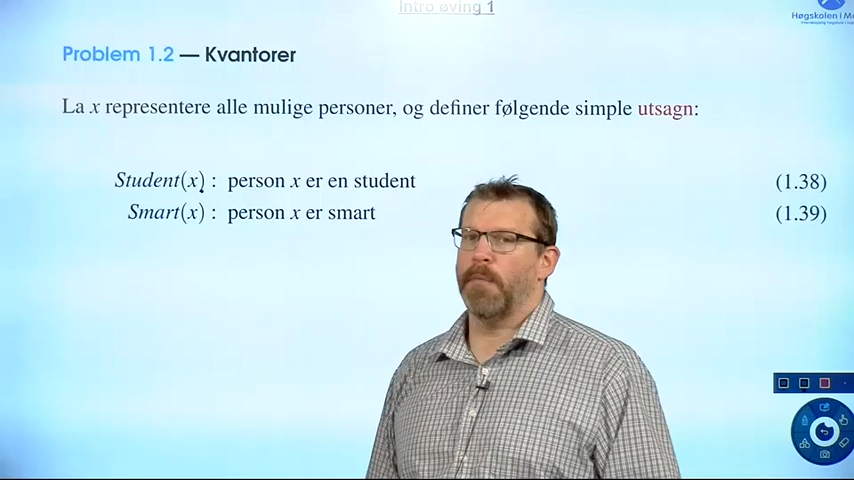 Intro øving 1
Høgskolen i Mo
Problem 1.2 — Kvantorer
La x representere alle mulige personer, og definer følgende simple utsagn:
Student(x) : person x er en student (1.38)
Smart(x) : person x er smart (1.39)